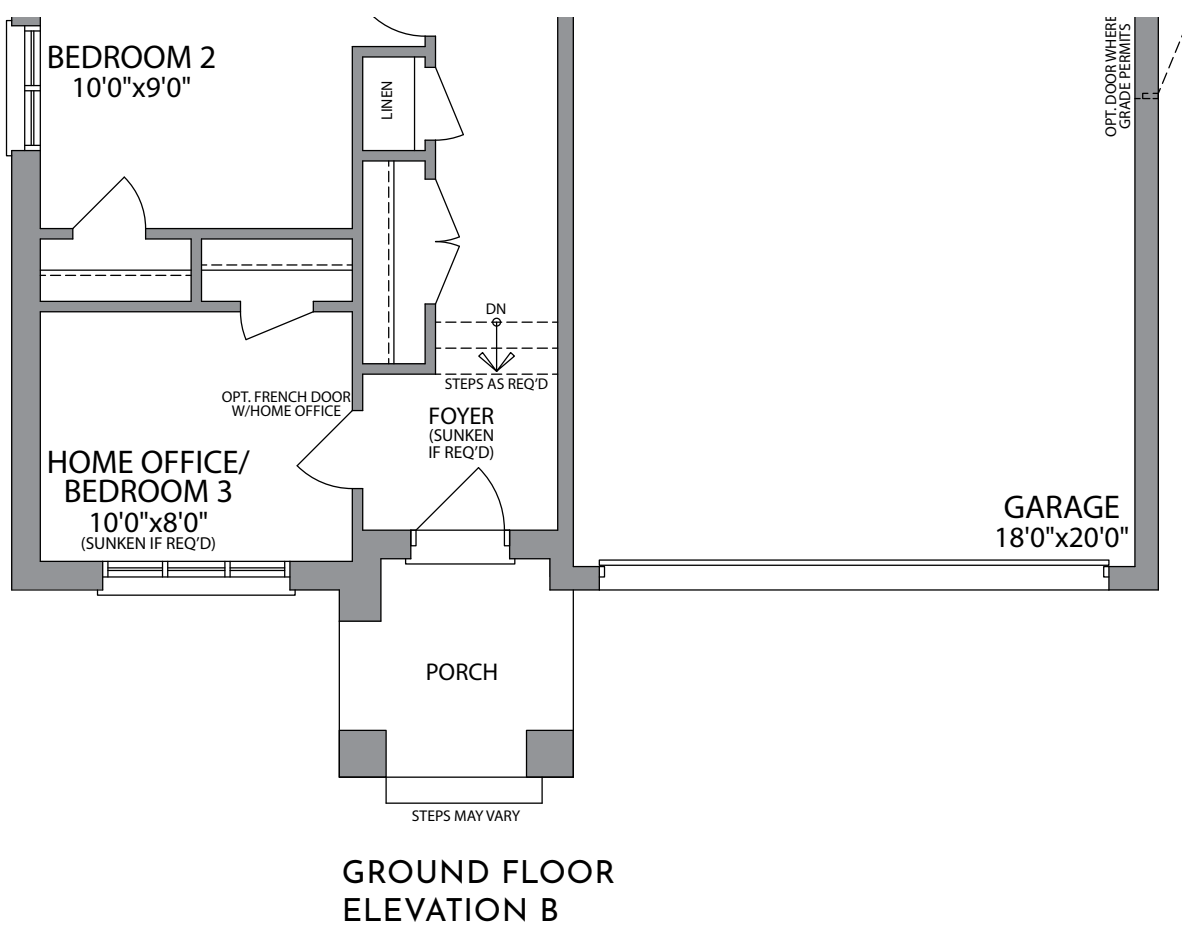 BEDROOM 2
10'0"x9'0"
LINEN
OPT. DOOR WHERE
GRADE PERMITS
DN
STEPS AS REQ'D
OPT. FRENCH DOOR
W/HOME OFFICE
FOYER
(SUNKEN
IF REQ'D)
HOME OFFICE/
BEDROOM 3
10'0"x8'0"
(SUNKEN IF REQ'D)
GARAGE
18'0"x20'0"
PORCH
STEPS MAY VARY
GROUND FLOOR
ELEVATION B